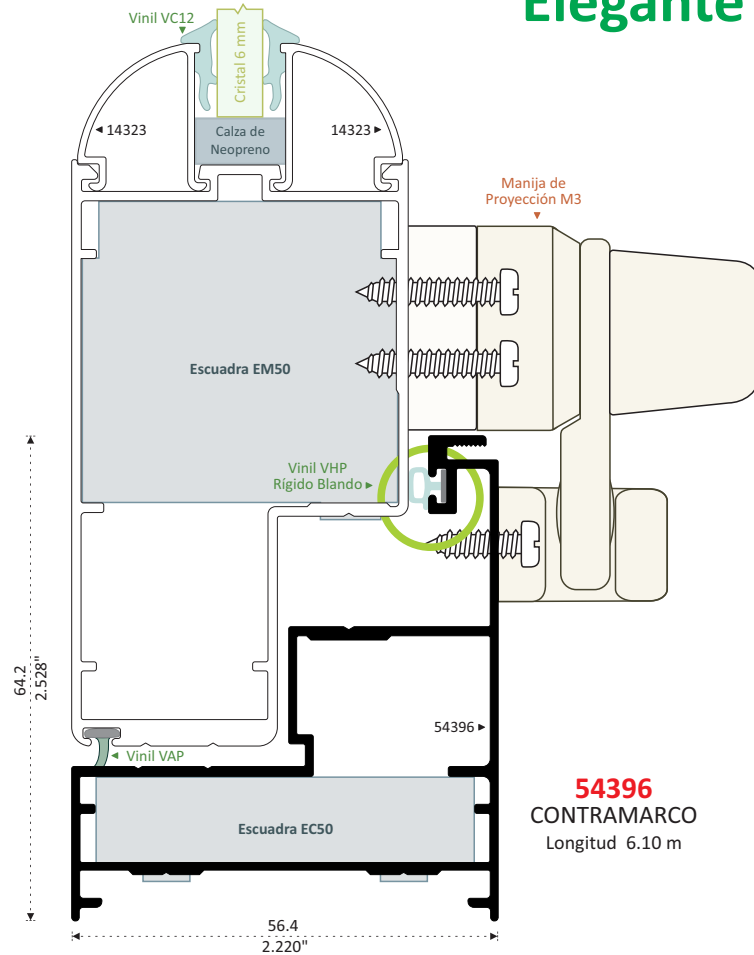 Elegante
Vinil VC12
Cristal 6 mm
14323
Calza de
Neopreno
14323
Manija de
Proyección M3
Escuadra EM50
Vinil VHP
Rígido Blando
64.2
2.528"
54396
Vinil VAP
54396
CONTRAMARCO
Longitud 6.10 m
Escuadra EC50
56.4
2.220"